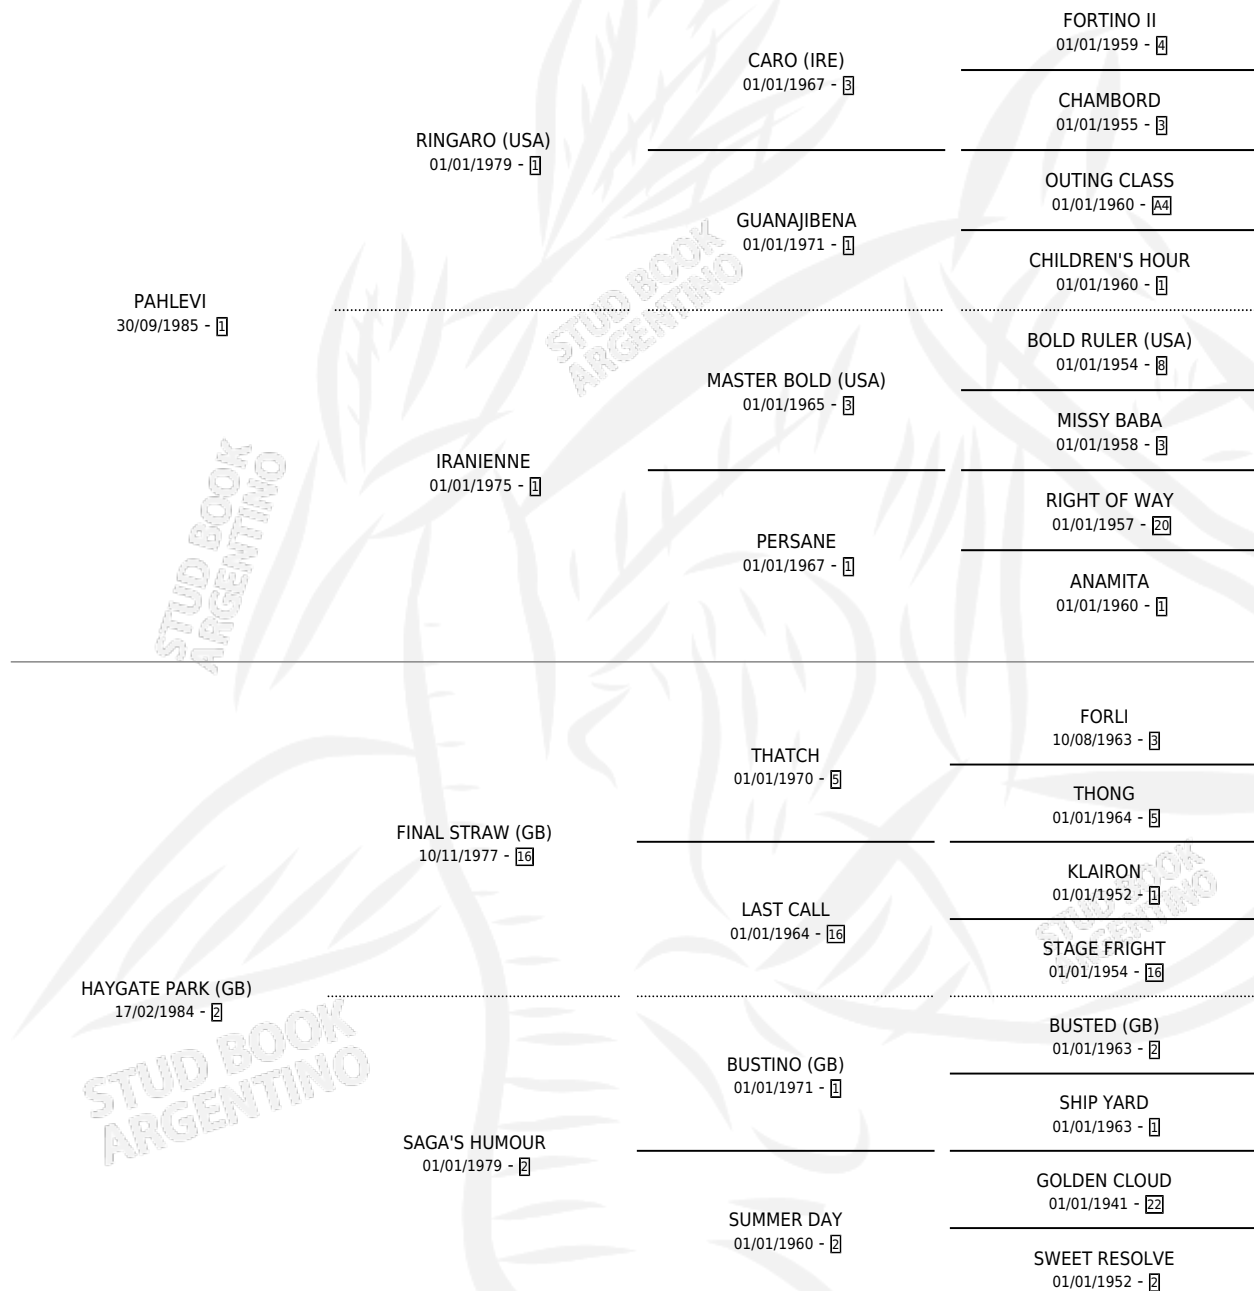 FORTINO II
01/01/1959 - 4
CARO (IRE)
01/01/1967 - 3
CHAMBORD
01/01/1955 - 3
RINGARO (USA)
01/01/1979 - 1
OUTING CLASS
01/01/1960 - A4
GUANAJIBENA
01/01/1971 - 1
CHILDREN'S HOUR
01/01/1960 - 1
PAHLEVI
30/09/1985 - 1
BOLD RULER (USA)
01/01/1954 - 8
MASTER BOLD (USA)
01/01/1965 - 3
MISSY BABA
01/01/1958 - 3
IRANIENNE
01/01/1975 - 1
RIGHT OF WAY
01/01/1957 - 20
PERSANE
01/01/1967 - 1
ANAMITA
01/01/1960 - 1
STUD BOOK
ARGENTINO
STUD BOOK
ARGENTINO
FORLI
10/08/1963 - 3
THATCH
01/01/1970 - 5
THONG
01/01/1964 - 5
FINAL STRAW (GB)
10/11/1977 - 16
KLAIRON
01/01/1952 - 1
LAST CALL
01/01/1964 - 16
STAGE FRIGHT
01/01/1954 - 16
HAYGATE PARK (GB)
17/02/1984 - 2
BUSTED (GB)
01/01/1963 - 2
BUSTINO (GB)
01/01/1971 - 1
SHIP YARD
01/01/1963 - 1
SAGA'S HUMOUR
01/01/1979 - 2
GOLDEN CLOUD
01/01/1941 - 22
SUMMER DAY
01/01/1960 - 2
SWEET RESOLVE
01/01/1952 - 2
STUD BOOK
ARGENTINO
STUD BOOK
ARGENTINO